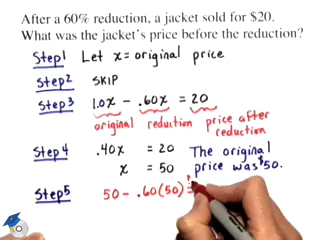 After a 60% reduction, a jacket sold for $20.
What was the jacket's price before the reduction?
Step1 Let x = original price
Step2 SKIP
Step3 1.0x - .60x = 20
original reduction price after reduction
Step4 .40x = 20 The original
x = 50 price was $50.
Step5 50 - .60(50)